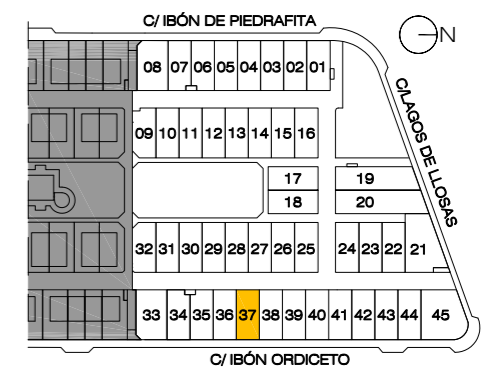 C/ IBÓN DE PIEDRAFITA
N
08 07 06 05 04 03 02 01
C/LAGOS DE LLOSAS
09 10 11 12 13 14 15 16
17 19
18 20
32 31 30 29 28 27 26 25 24 23 22 21
33 34 35 36 37 38 39 40 41 42 43 44 45
C/ IBÓN ORDICETO